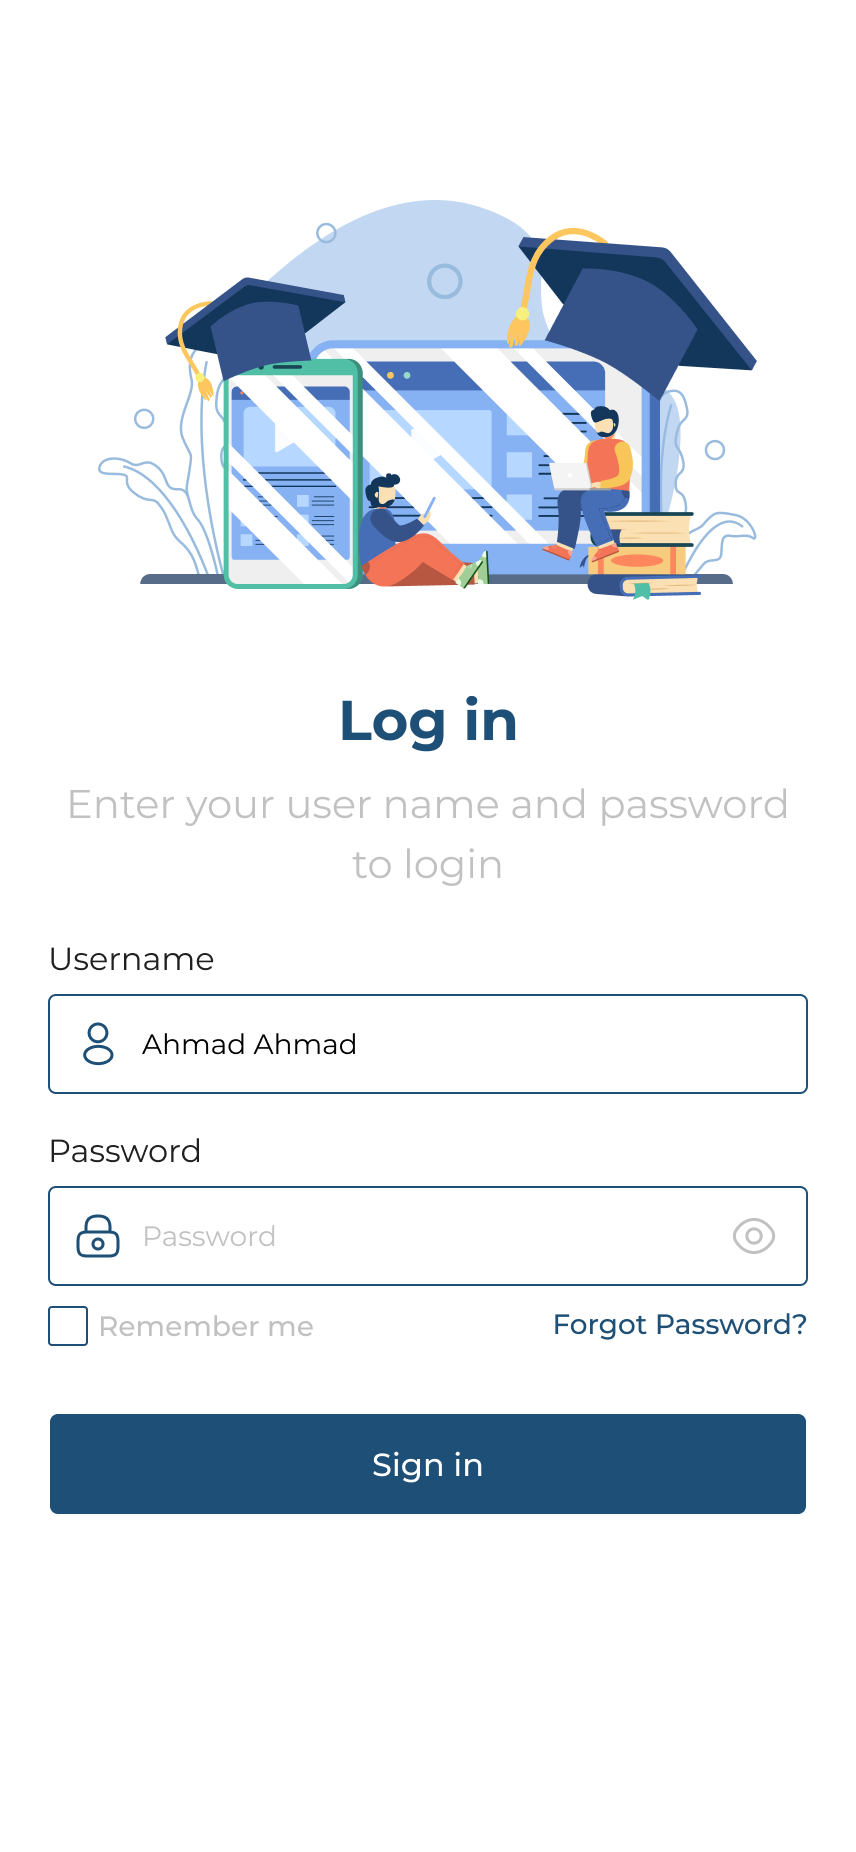 Log in
Enter your user name and password
to login
Username
Ahmad Ahmad
Password
Password
Remember me
Forgot Password?
Sign in